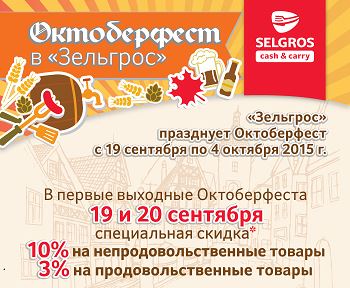 Октоберфест
в «Зельгрос»
SELGROS
cash & carry
«Зельгрос»
празднует Октоберфест
с 19 сентября по 4 октября 2015 г.
В первые выходные Октоберфеста
19 и 20 сентября
специальная скидка*
10% на непродовольственные товары
3% на продовольственные товары